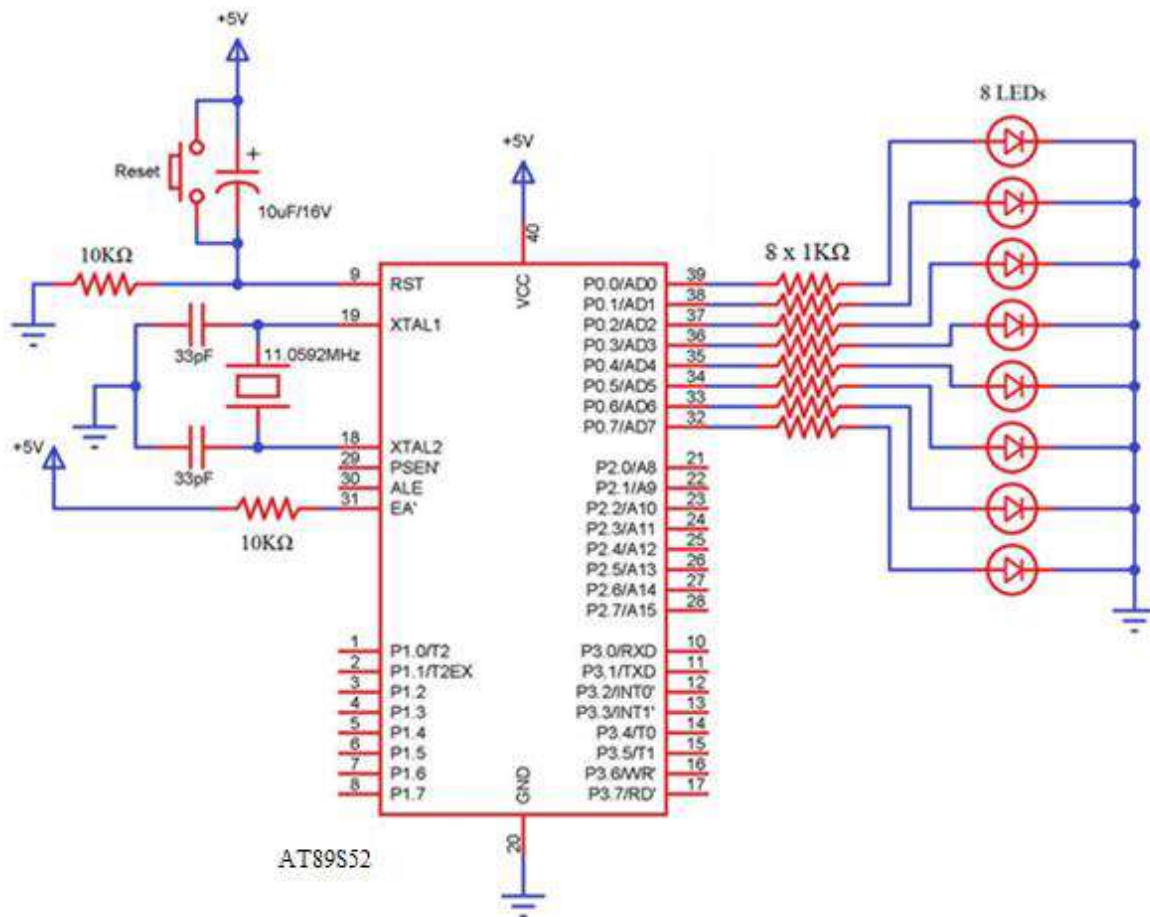 +5V
8 LEDs
+5V
Reset
+
10uF/16V
10KΩ
8 x 1KΩ
40
VCC
9 RST
P0.0/AD0 39
P0.1/AD1 38
19 XTAL1
P0.2/AD2 37
P0.3/AD3 36
33pF
11.0592MHz
P0.4/AD4 35
P0.5/AD5 34
P0.6/AD6 33
P0.7/AD7 32
+5V
18 XTAL2
29 PSEN'
P2.0/A8 21
33pF
30 ALE
P2.1/A9 22
31 EA'
P2.2/A10 23
10KΩ
P2.3/A11 24
P2.4/A12 25
P2.5/A13 26
P2.6/A14 27
P2.7/A15 28
1 P1.0/T2
P3.0/RXD 10
2 P1.1/T2EX
P3.1/TXD 11
3 P1.2
P3.2/INT0' 12
4 P1.3
P3.3/INT1' 13
5 P1.4
P3.4/T0 14
6 P1.5
P3.5/T1 15
7 P1.6
P3.6/WR' 16
8 P1.7
P3.7/RD' 17
GND
20
AT89S52